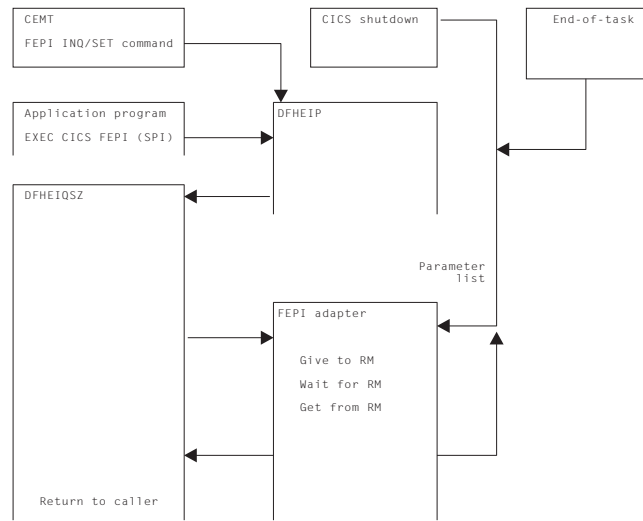 CEMT
FEPI INQ/SET command
CICS shutdown
End-of-task
Application program
EXEC CICS FEPI (SPI)
DFHEIP
DFHEIQSZ
Parameter
list
FEPI adapter
Give to RM
Wait for RM
Get from RM
Return to caller